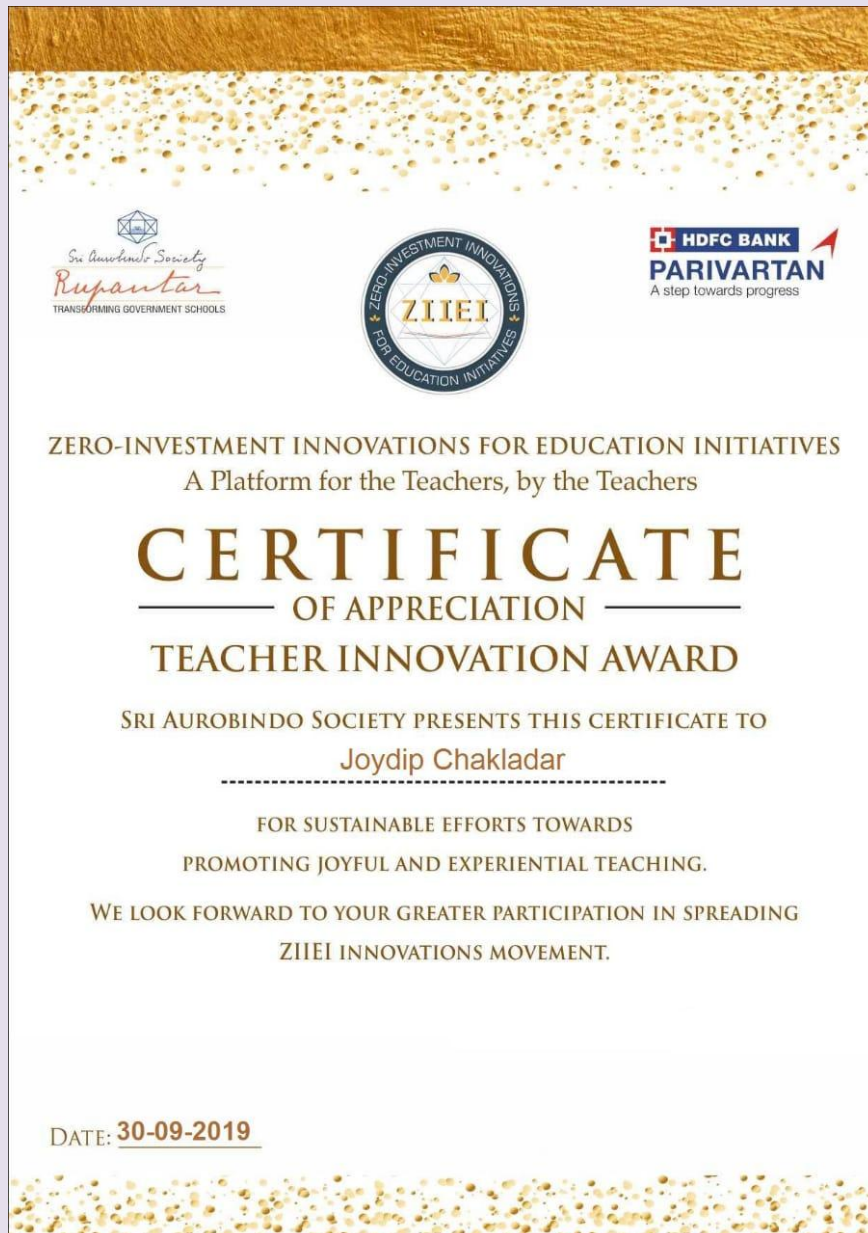 Sri Aurobindo Society
Rupantar
TRANSFORMING GOVERNMENT SCHOOLS
ZERO-INVESTMENT INNOVATIONS
ZIIEI
FOR EDUCATION INITIATIVES
HDFC BANK
PARIVARTAN
A step towards progress
ZERO-INVESTMENT INNOVATIONS FOR EDUCATION INITIATIVES
A Platform for the Teachers, by the Teachers
CERTIFICATE
OF APPRECIATION
TEACHER INNOVATION AWARD
SRI AUROBINDO SOCIETY PRESENTS THIS CERTIFICATE TO
Joydip Chakladar
FOR SUSTAINABLE EFFORTS TOWARDS
PROMOTING JOYFUL AND EXPERIENTIAL TEACHING.
WE LOOK FORWARD TO YOUR GREATER PARTICIPATION IN SPREADING
ZIIEI INNOVATIONS MOVEMENT.
DATE: 30-09-2019